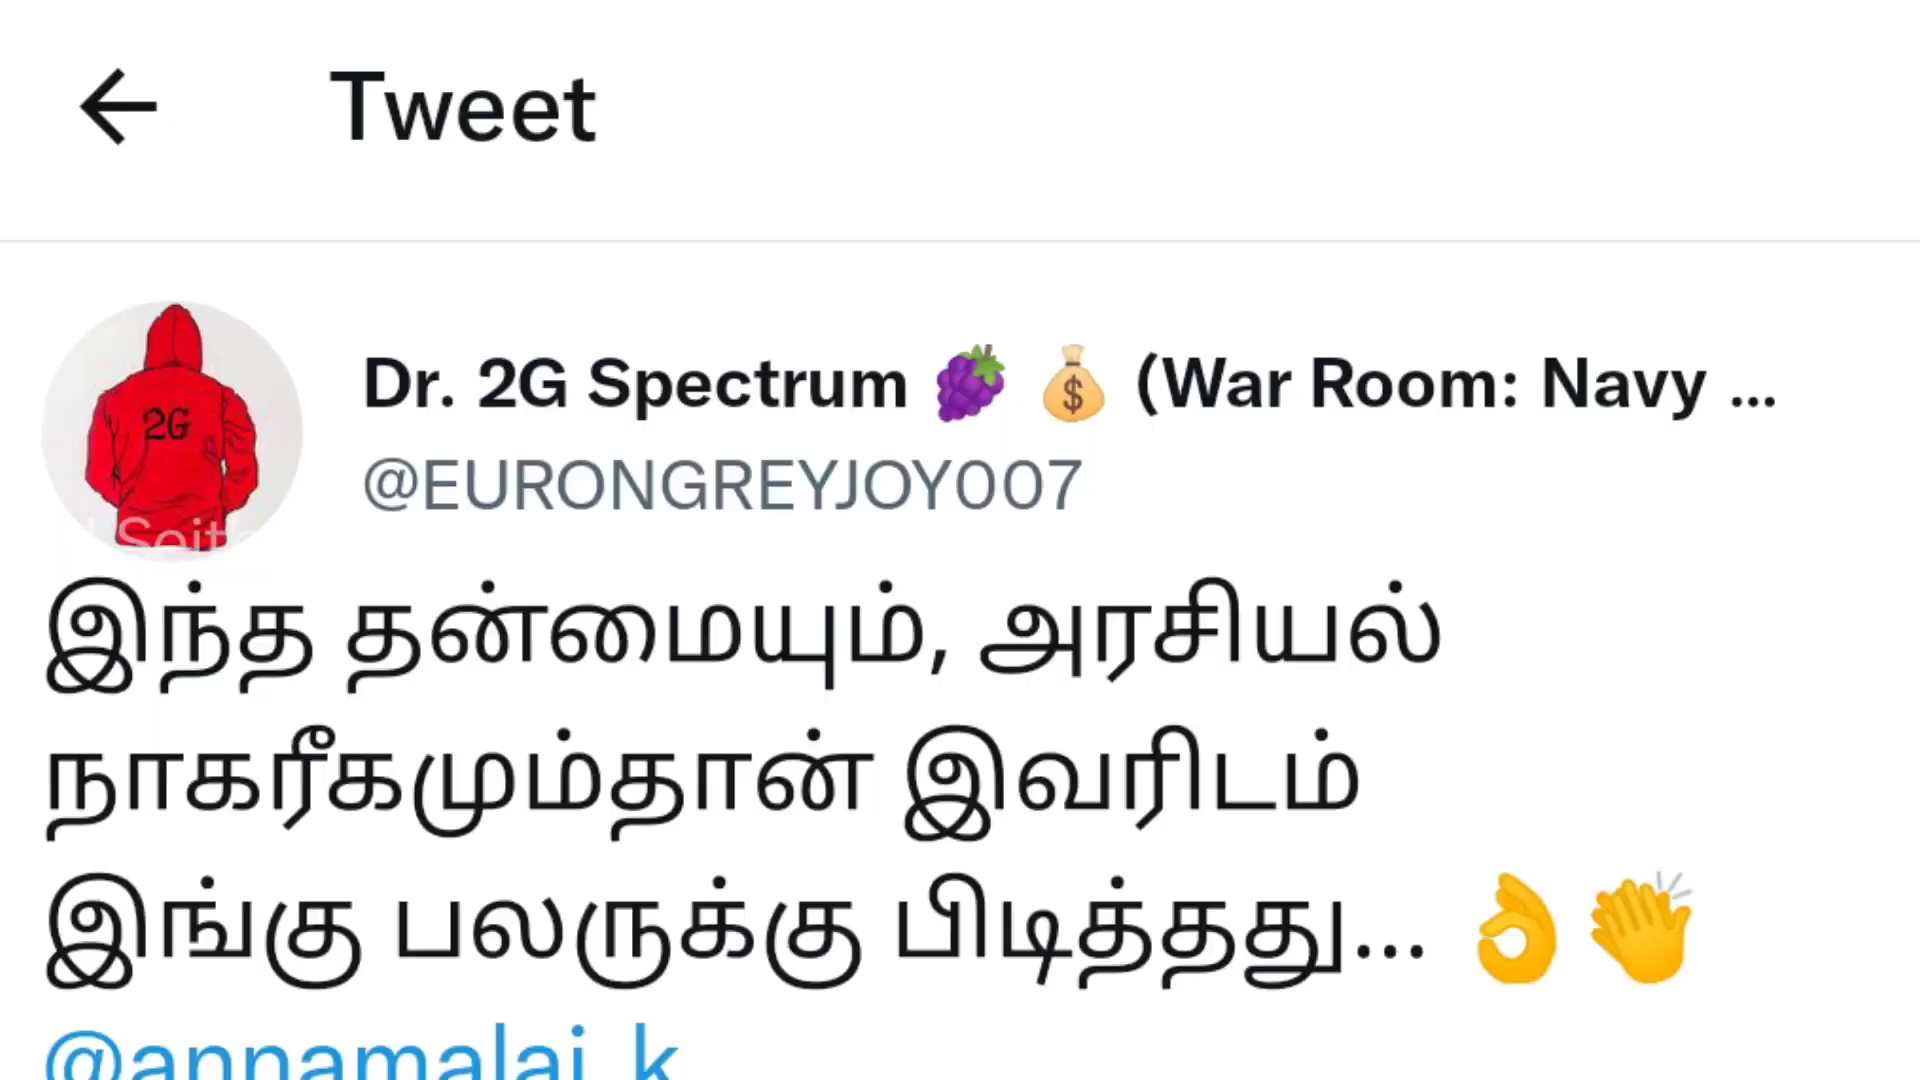 Tweet
Dr. 2G Spectrum 🍇 💰 (War Room: Navy ...
2G
@EURONGREYJOY007
இந்த தன்மையும், அரசியல்
நாகரீகமும்தான் இவரிடம்
இங்கு பலருக்கு பிடித்தது... 👌👏
@annamalai_k